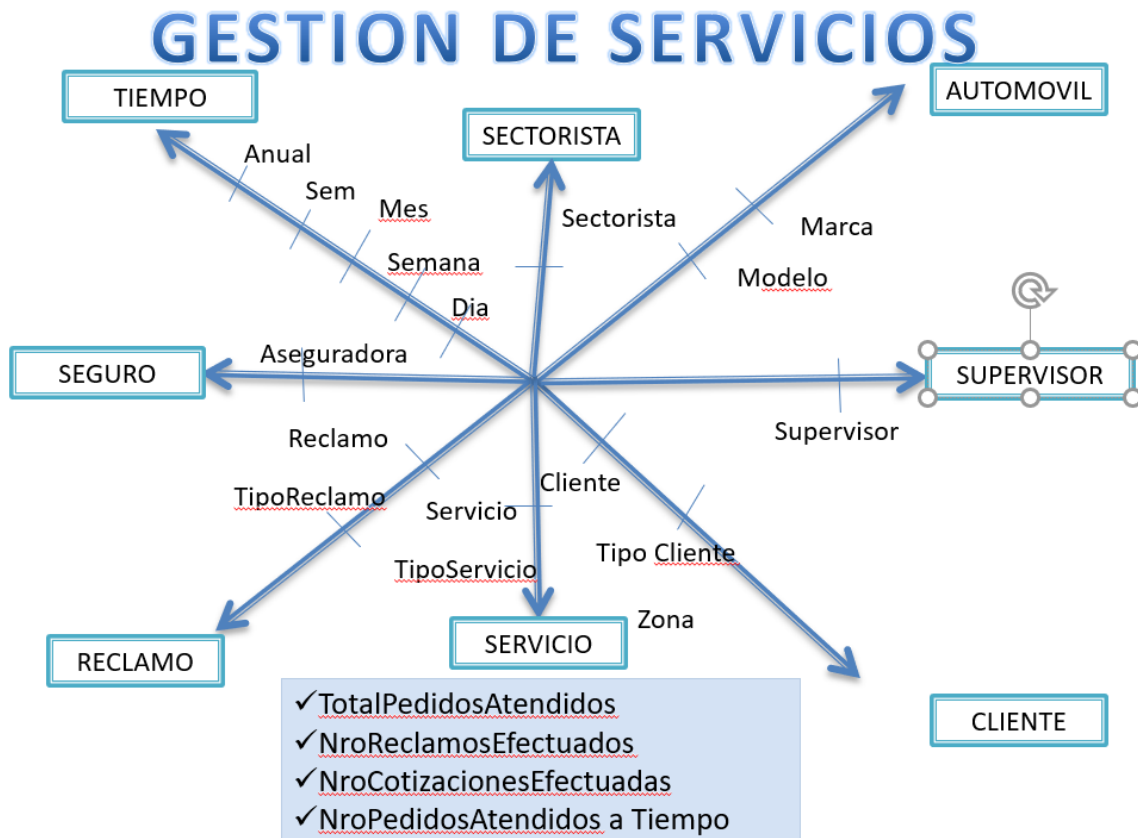 GESTION DE SERVICIOS
TIEMPO
SECTORISTA
AUTOMOVIL
Anual
Sem
Mes
Semana
Dia
Sectorista
Marca
Modelo
SEGURO
Aseguradora
SUPERVISOR
Supervisor
Reclamo
TipoReclamo
Servicio
TipoServicio
Cliente
Tipo Cliente
Zona
RECLAMO
SERVICIO
CLIENTE
✓TotalPedidosAtendidos
✓NroReclamosEfectuados
✓NroCotizacionesEfectuadas
✓NroPedidosAtendidos a Tiempo